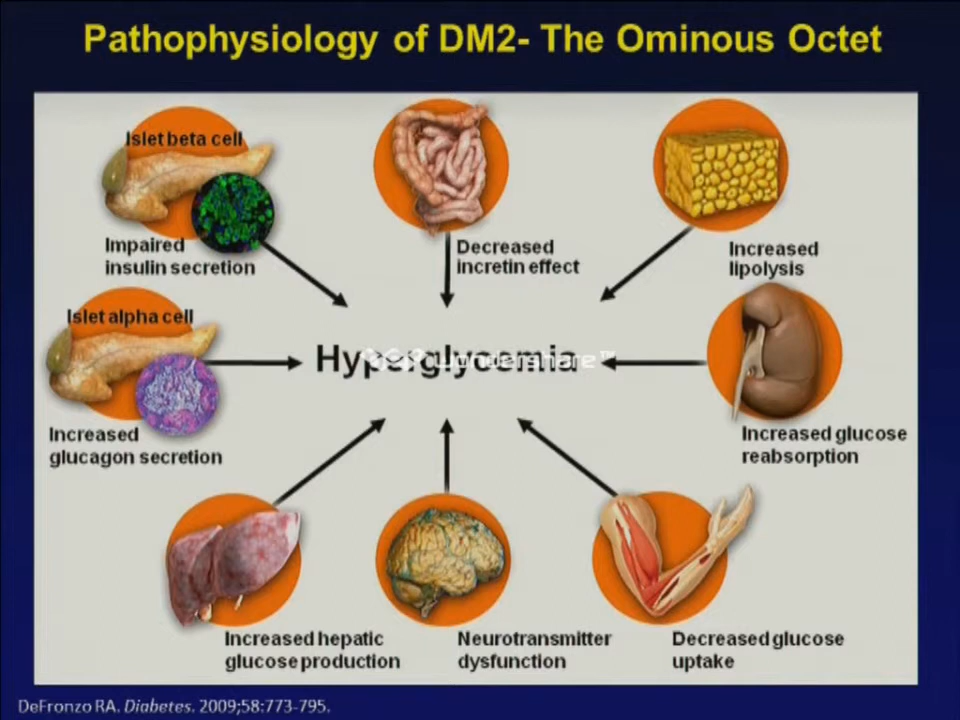 Pathophysiology of DM2- The Ominous Octet
Islet beta cell
Impaired
insulin secretion
Decreased
incretin effect
Increased
lipolysis
Islet alpha cell
Increased
glucagon secretion
Hyperglycemia
wondershare™
Increased glucose
reabsorption
Increased hepatic
glucose production
Neurotransmitter
dysfunction
Decreased glucose
uptake
DeFronzo RA. Diabetes. 2009;58:773-795.